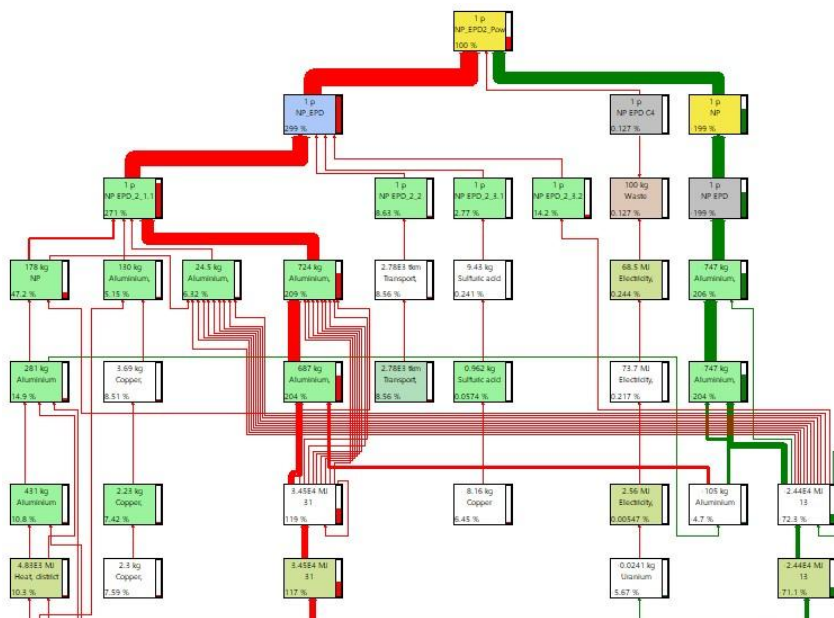 1 p
NP_EPD2_Pow
100 %
1 p
NP_EPD
299 %
1 p
NP EPD C4
0.127 %
1 p
NP
199 %
1 p
NP EPD_2_1.1
271 %
1 p
NP EPD_2_2
8.63 %
1 p
NP EPD_2_3.1
2.77 %
1 p
NP EPD_2_3.2
14.2 %
100 kg
Waste
0.127 %
1 p
NP EPD
-199 %
178 kg
NP
47.2 %
130 kg
Aluminium,
5.15 %
24.5 kg
Aluminium,
6.32 %
724 kg
Aluminium,
209 %
2.78E3 tkm
Transport,
8.56 %
9.43 kg
Sulfuric acid
0.241 %
68.5 MJ
Electricity,
0.244 %
747 kg
Aluminium,
206 %
281 kg
Aluminium
14.9 %
3.69 kg
Copper,
8.51 %
687 kg
Aluminium,
204 %
2.78E3 tkm
Transport,
8.56 %
0.962 kg
Sulfuric acid
0.0574 %
73.7 MJ
Electricity,
0.217 %
747 kg
Aluminium,
204 %
431 kg
Aluminium
10.8 %
2.23 kg
Copper,
7.42 %
3.45E4 MJ
31
119 %
8.16 kg
Copper
6.45 %
2.56 MJ
Electricity,
0.00547 %
-105 kg
Aluminium
4.7 %
2.44E4 MJ
13
72.3 %
4.83E3 MJ
Heat, district
10.3 %
2.3 kg
Copper,
7.59 %
3.45E4 MJ
31
117 %
0.0241 kg
Uranium
5.67 %
2.44E4 MJ
13
-71.1 %